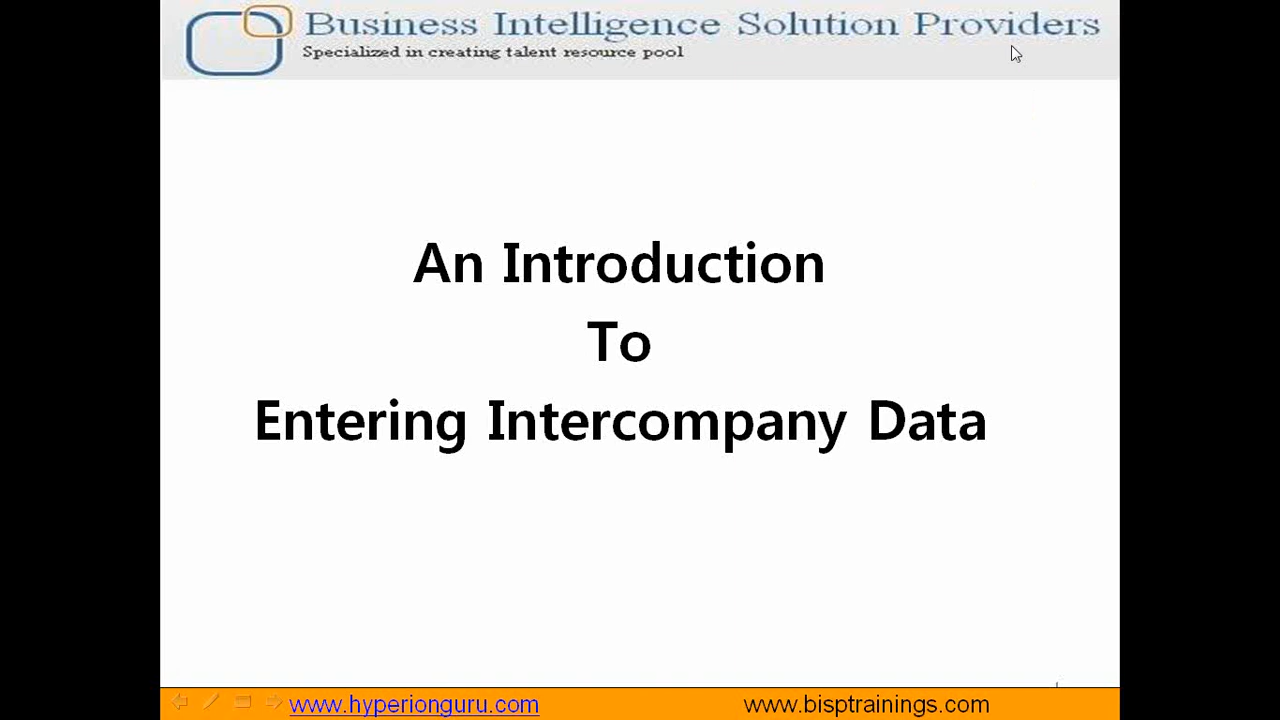 Business Intelligence Solution Providers
Specialized in creating talent resource pool
An Introduction
To
Entering Intercompany Data
www.hyperionguru.com
www.bisptrainings.com